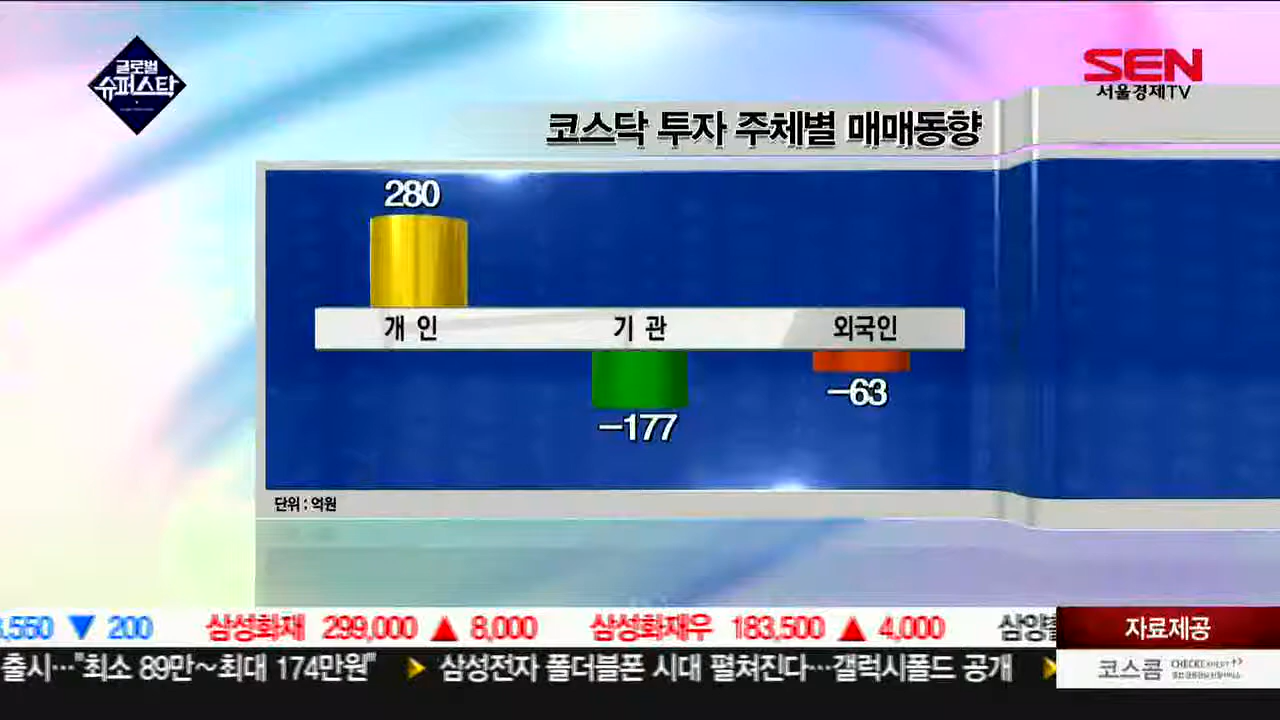 글로벌
슈퍼스탁
SEN
서울경제TV
코스닥 투자 주체별 매매동향
280
개 인
기 관
외국인
-177
-63
단위 : 억원
,550 ▼ 200 삼성화재 299,000 ▲ 8,000 삼성화재우 183,500 ▲ 4,000 삼양
자료제공
출시…"최소 89만~최대 174만원" 삼성전자 폴더블폰 시대 펼쳐진다…갤럭시폴드 공개
코스콤 CHECK